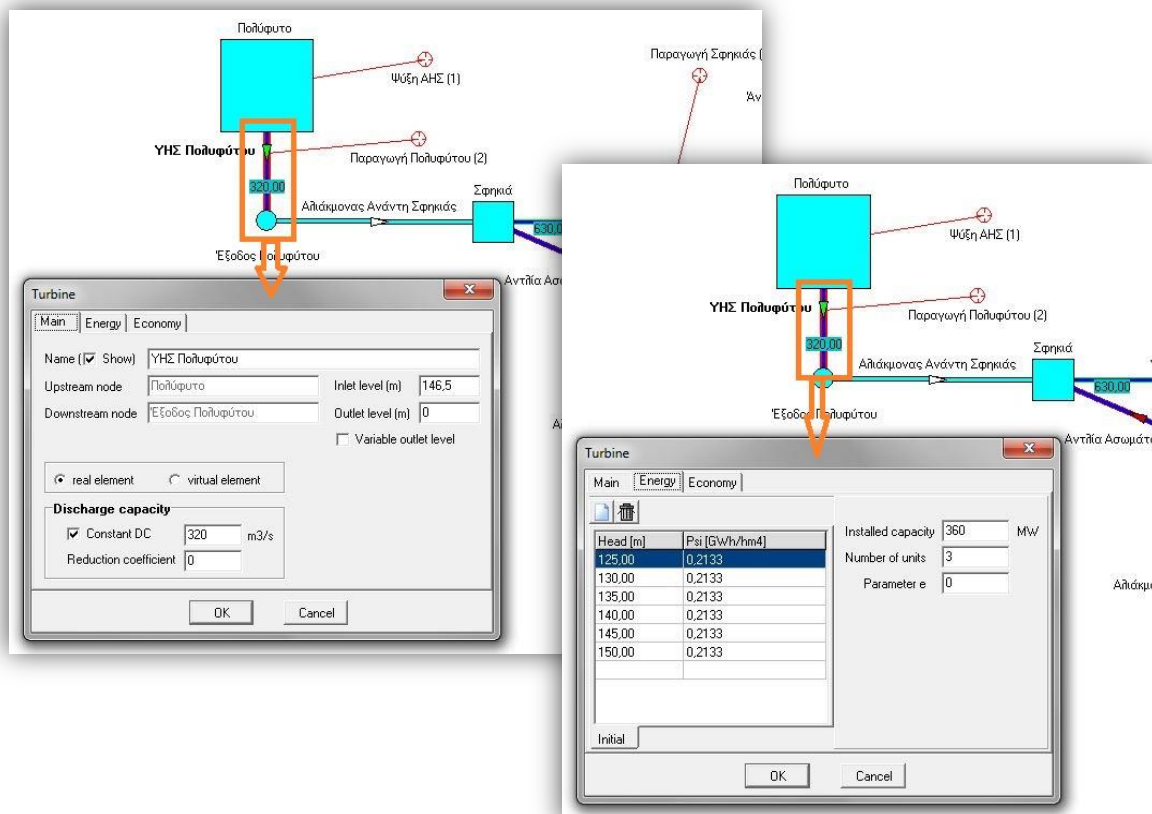 Πολύφυτο
Ψύξη ΑΗΣ (1)
Παραγωγή Σφηκιάς (
Άν
ΥΗΣ Πολυφύτου
Παραγωγή Πολυφύτου (2)
320,00
Αλιάκμονας Ανάντη Σφηκιάς
Σφηκιά
630,0
Έξοδος Πολυφύτου
Αντλία Ασ
Turbine
Main
Energy
Economy
Name ( Show)
ΥΗΣ Πολυφύτου
Upstream node
Πολύφυτο
Inlet level (m)
146,5
Downstream node
Έξοδος Πολυφύτου
Outlet level (m)
0
Variable outlet level
real element
virtual element
Discharge capacity
Constant DC
320
m3/s
Reduction coefficient
0
OK
Cancel
Πολύφυτο
Ψύξη ΑΗΣ (1)
ΥΗΣ Πολυφύτου
Παραγωγή Πολυφύτου (2)
320,00
Αλιάκμονας Ανάντη Σφηκιάς
Σφηκιά
630,00
Έξοδος Πολυφύτου
Αντλία Ασωμάτ
Turbine
Main
Energy
Economy
Head [m] Psi [GWh/hm4]
125,00 0,2133
130,00 0,2133
135,00 0,2133
140,00 0,2133
145,00 0,2133
150,00 0,2133
Installed capacity
360
MW
Number of units
3
Parameter e
0
Αλιάκμ
Initial
OK
Cancel